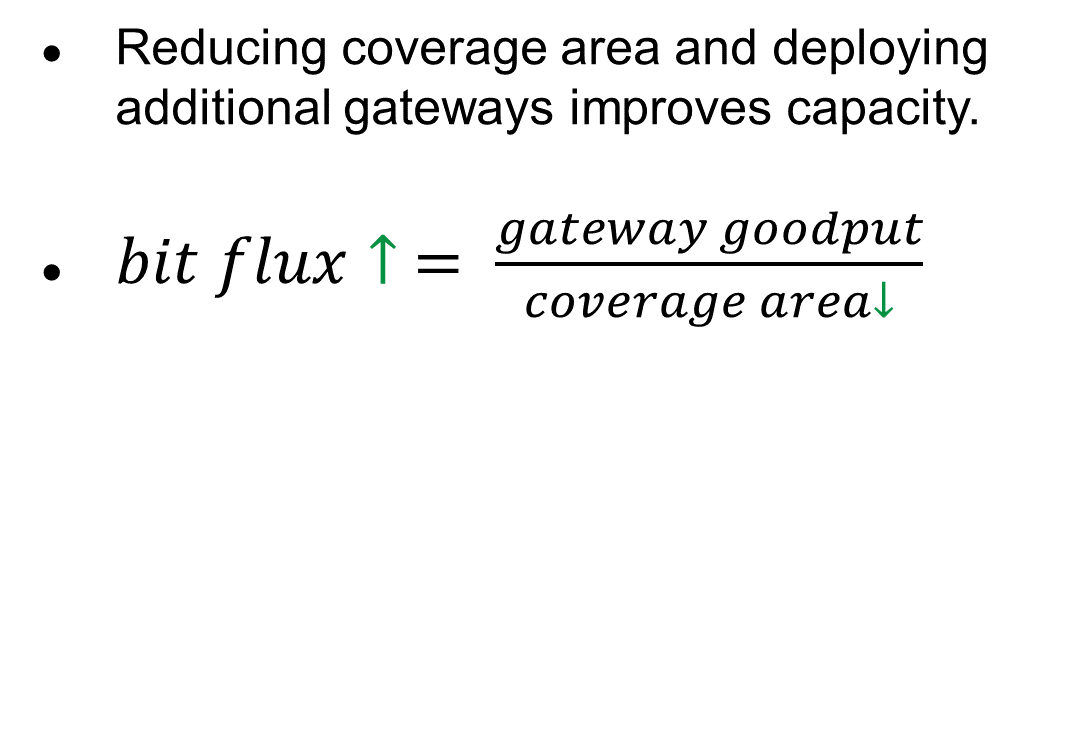 ● Reducing coverage area and deploying
additional gateways improves capacity.
● bit flux ↑ = gateway goodput
coverage area↓